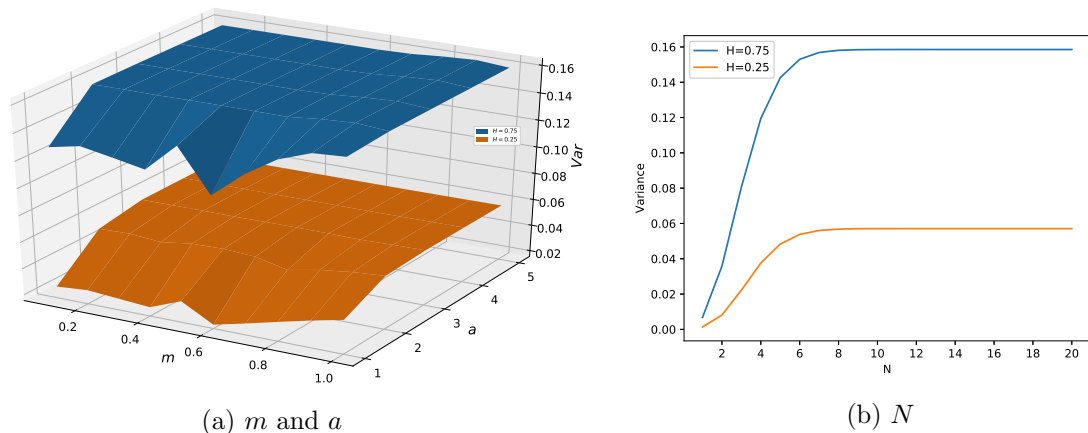 0.16
0.14
0.12
0.10
0.08
0.06
0.04
0.02
Var
H = 0.75
H = 0.25
0.2
0.4
0.6
0.8
1.0
m
1
2
3
4
5
a
(a) m and a
0.16
0.14
0.12
0.10
0.08
0.06
0.04
0.02
0.00
Variance
H=0.75
H=0.25
2 4 6 8 10 12 14 16 18 20
N
(b) N